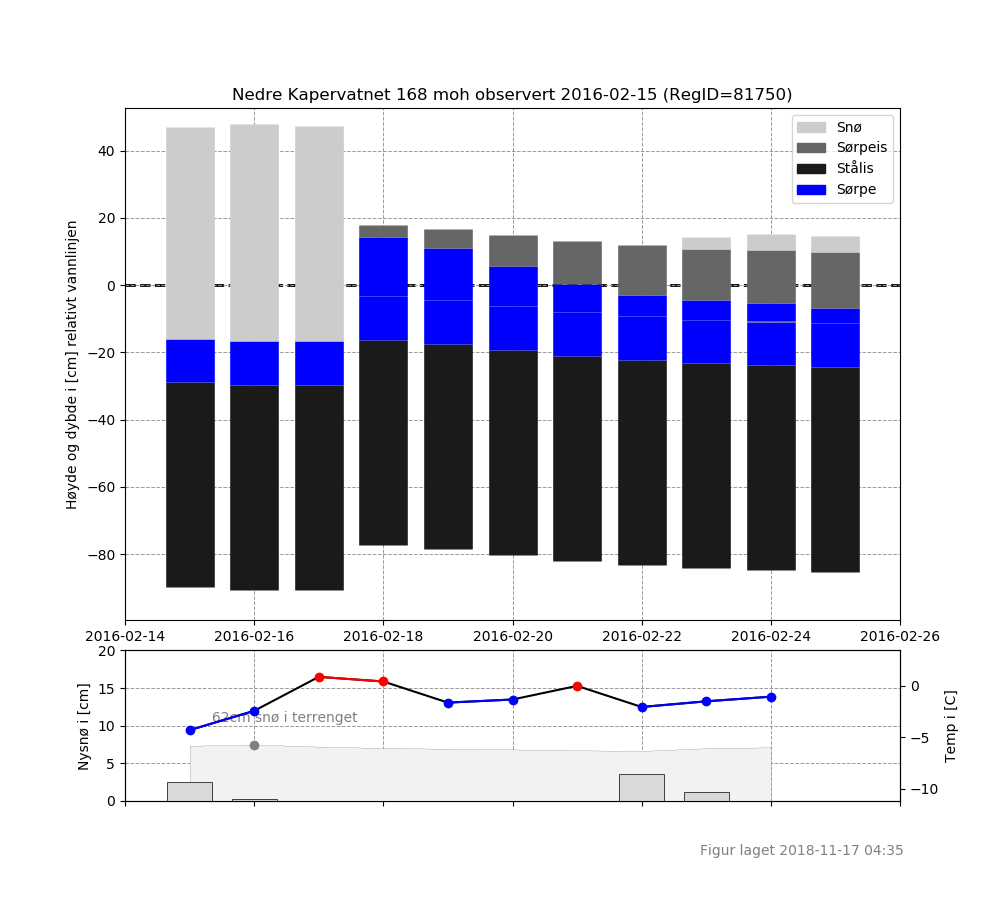 Nedre Kapervatnet 168 moh observert 2016-02-15 (RegID=81750)
Høyde og dybde i [cm] relativt vannlinjen
40
20
0
−20
−40
−60
−80
Snø
Sørpeis
Stålis
Sørpe
2016-02-14 2016-02-16 2016-02-18 2016-02-20 2016-02-22 2016-02-24 2016-02-26
Nysnø i [cm]
20
15
10
5
0
62cm snø i terrenget
0
−5
−10
Temp i [C]
Figur laget 2018-11-17 04:35